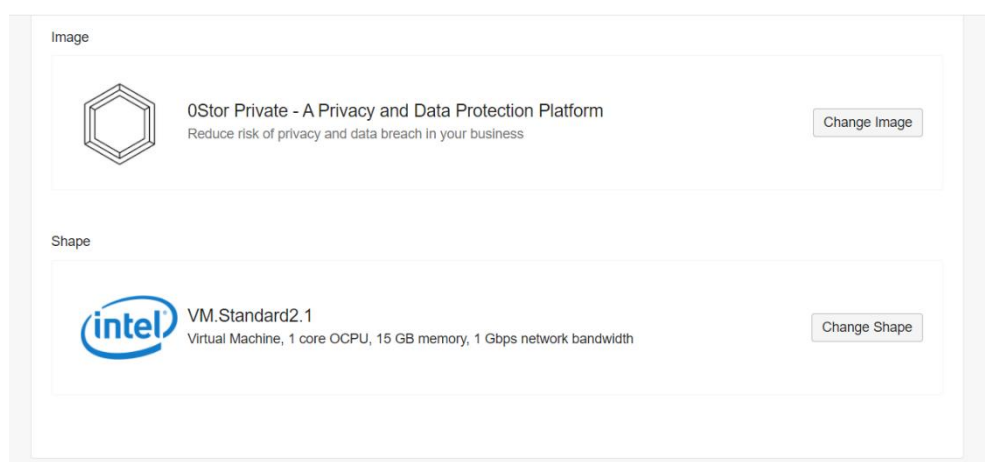 Image
0Stor Private - A Privacy and Data Protection Platform
Reduce risk of privacy and data breach in your business
Change Image
Shape
intel
VM.Standard2.1
Virtual Machine, 1 core OCPU, 15 GB memory, 1 Gbps network bandwidth
Change Shape